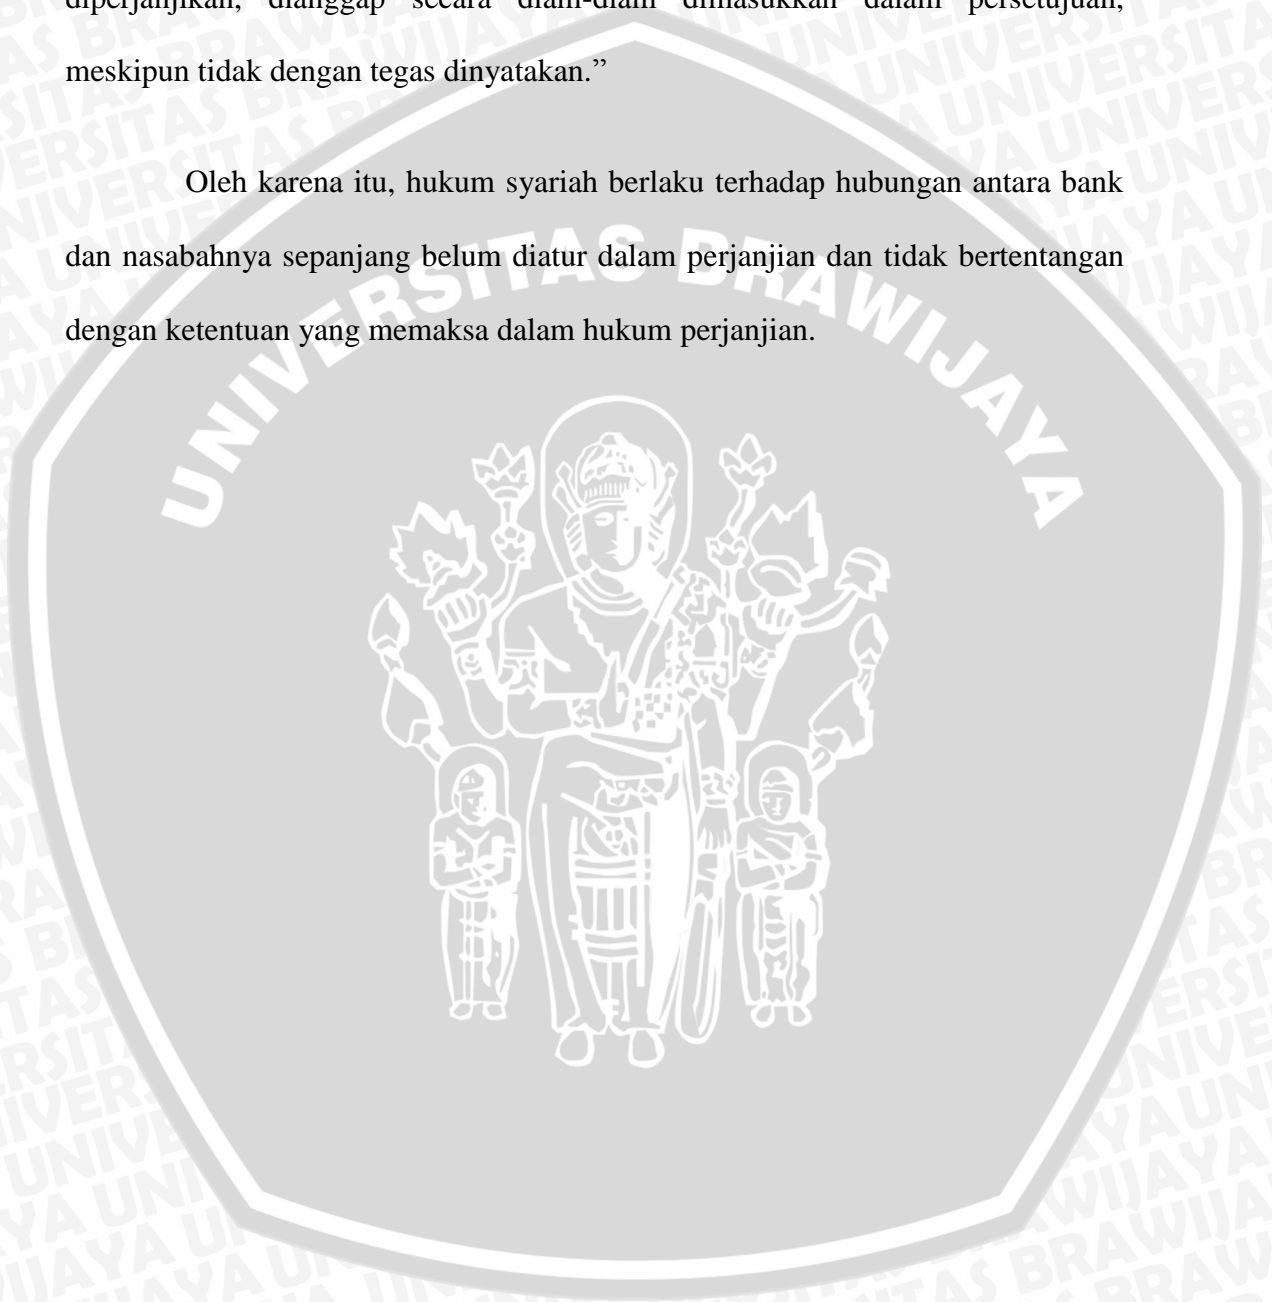 diperjanjikan, dianggap secara diam-diam dimasukkan dalam persetujuan,
meskipun tidak dengan tegas dinyatakan.”
Oleh karena itu, hukum syariah berlaku terhadap hubungan antara bank
dan nasabahnya sepanjang belum diatur dalam perjanjian dan tidak bertentangan
dengan ketentuan yang memaksa dalam hukum perjanjian.
UNIVERSITAS BRAWIJAYA